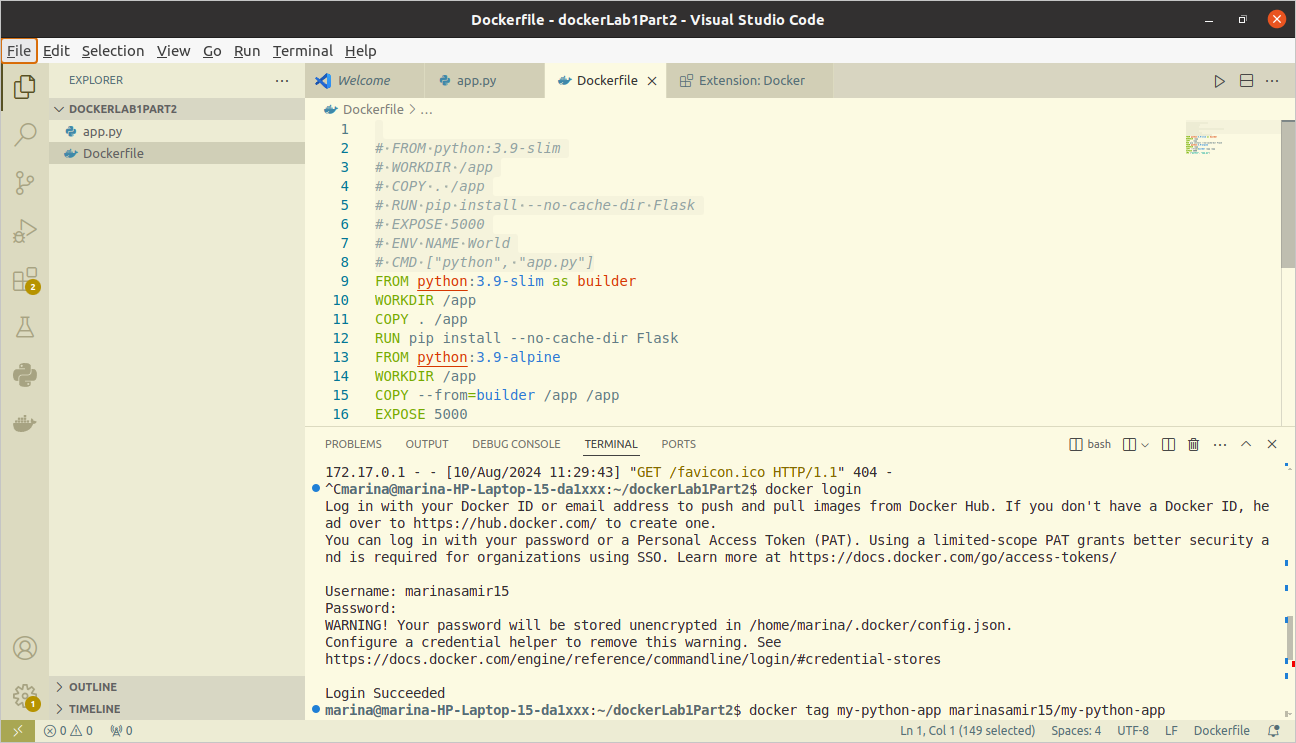 Dockerfile - dockerLab1Part2 - Visual Studio Code
File Edit Selection View Go Run Terminal Help
EXPLORER
Welcome app.py Dockerfile Extension: Docker
DOCKERLAB1PART2
app.py
Dockerfile
OUTLINE
TIMELINE
2
1
Dockerfile > ...
1
2 #·FROM·python:3.9-slim
3 #·WORKDIR·/app
4 #·COPY·.·/app
5 #·RUN·pip·install·--no-cache-dir·Flask
6 #·EXPOSE·5000
7 #·ENV·NAME·World
8 #·CMD·["python",·"app.py"]
9 FROM python:3.9-slim as builder
10 WORKDIR /app
11 COPY . /app
12 RUN pip install --no-cache-dir Flask
13 FROM python:3.9-alpine
14 WORKDIR /app
15 COPY --from=builder /app /app
16 EXPOSE 5000
PROBLEMS OUTPUT DEBUG CONSOLE TERMINAL PORTS bash
172.17.0.1 - - [10/Aug/2024 11:29:43] "GET /favicon.ico HTTP/1.1" 404 -
^Cmarina@marina-HP-Laptop-15-da1xxx:~/dockerLab1Part2$ docker login
Log in with your Docker ID or email address to push and pull images from Docker Hub. If you don't have a Docker ID, he
ad over to https://hub.docker.com/ to create one.
You can log in with your password or a Personal Access Token (PAT). Using a limited-scope PAT grants better security a
nd is required for organizations using SSO. Learn more at https://docs.docker.com/go/access-tokens/
Username: marinasamir15
Password:
WARNING! Your password will be stored unencrypted in /home/marina/.docker/config.json.
Configure a credential helper to remove this warning. See
https://docs.docker.com/engine/reference/commandline/login/#credential-stores
Login Succeeded
marina@marina-HP-Laptop-15-da1xxx:~/dockerLab1Part2$ docker tag my-python-app marinasamir15/my-python-app
0 0 0 Ln 1, Col 1 (149 selected) Spaces: 4 UTF-8 LF Dockerfile